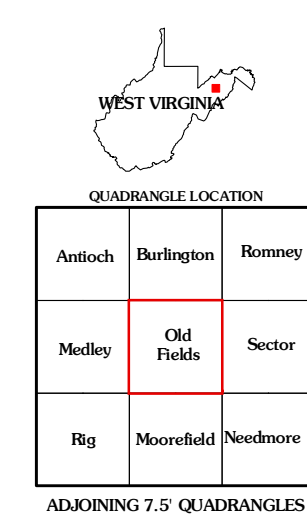 WEST VIRGINIA
QUADRANGLE LOCATION
Antioch Burlington Romney
Medley Old Fields Sector
Rig Moorefield Needmore
ADJOINING 7.5' QUADRANGLES